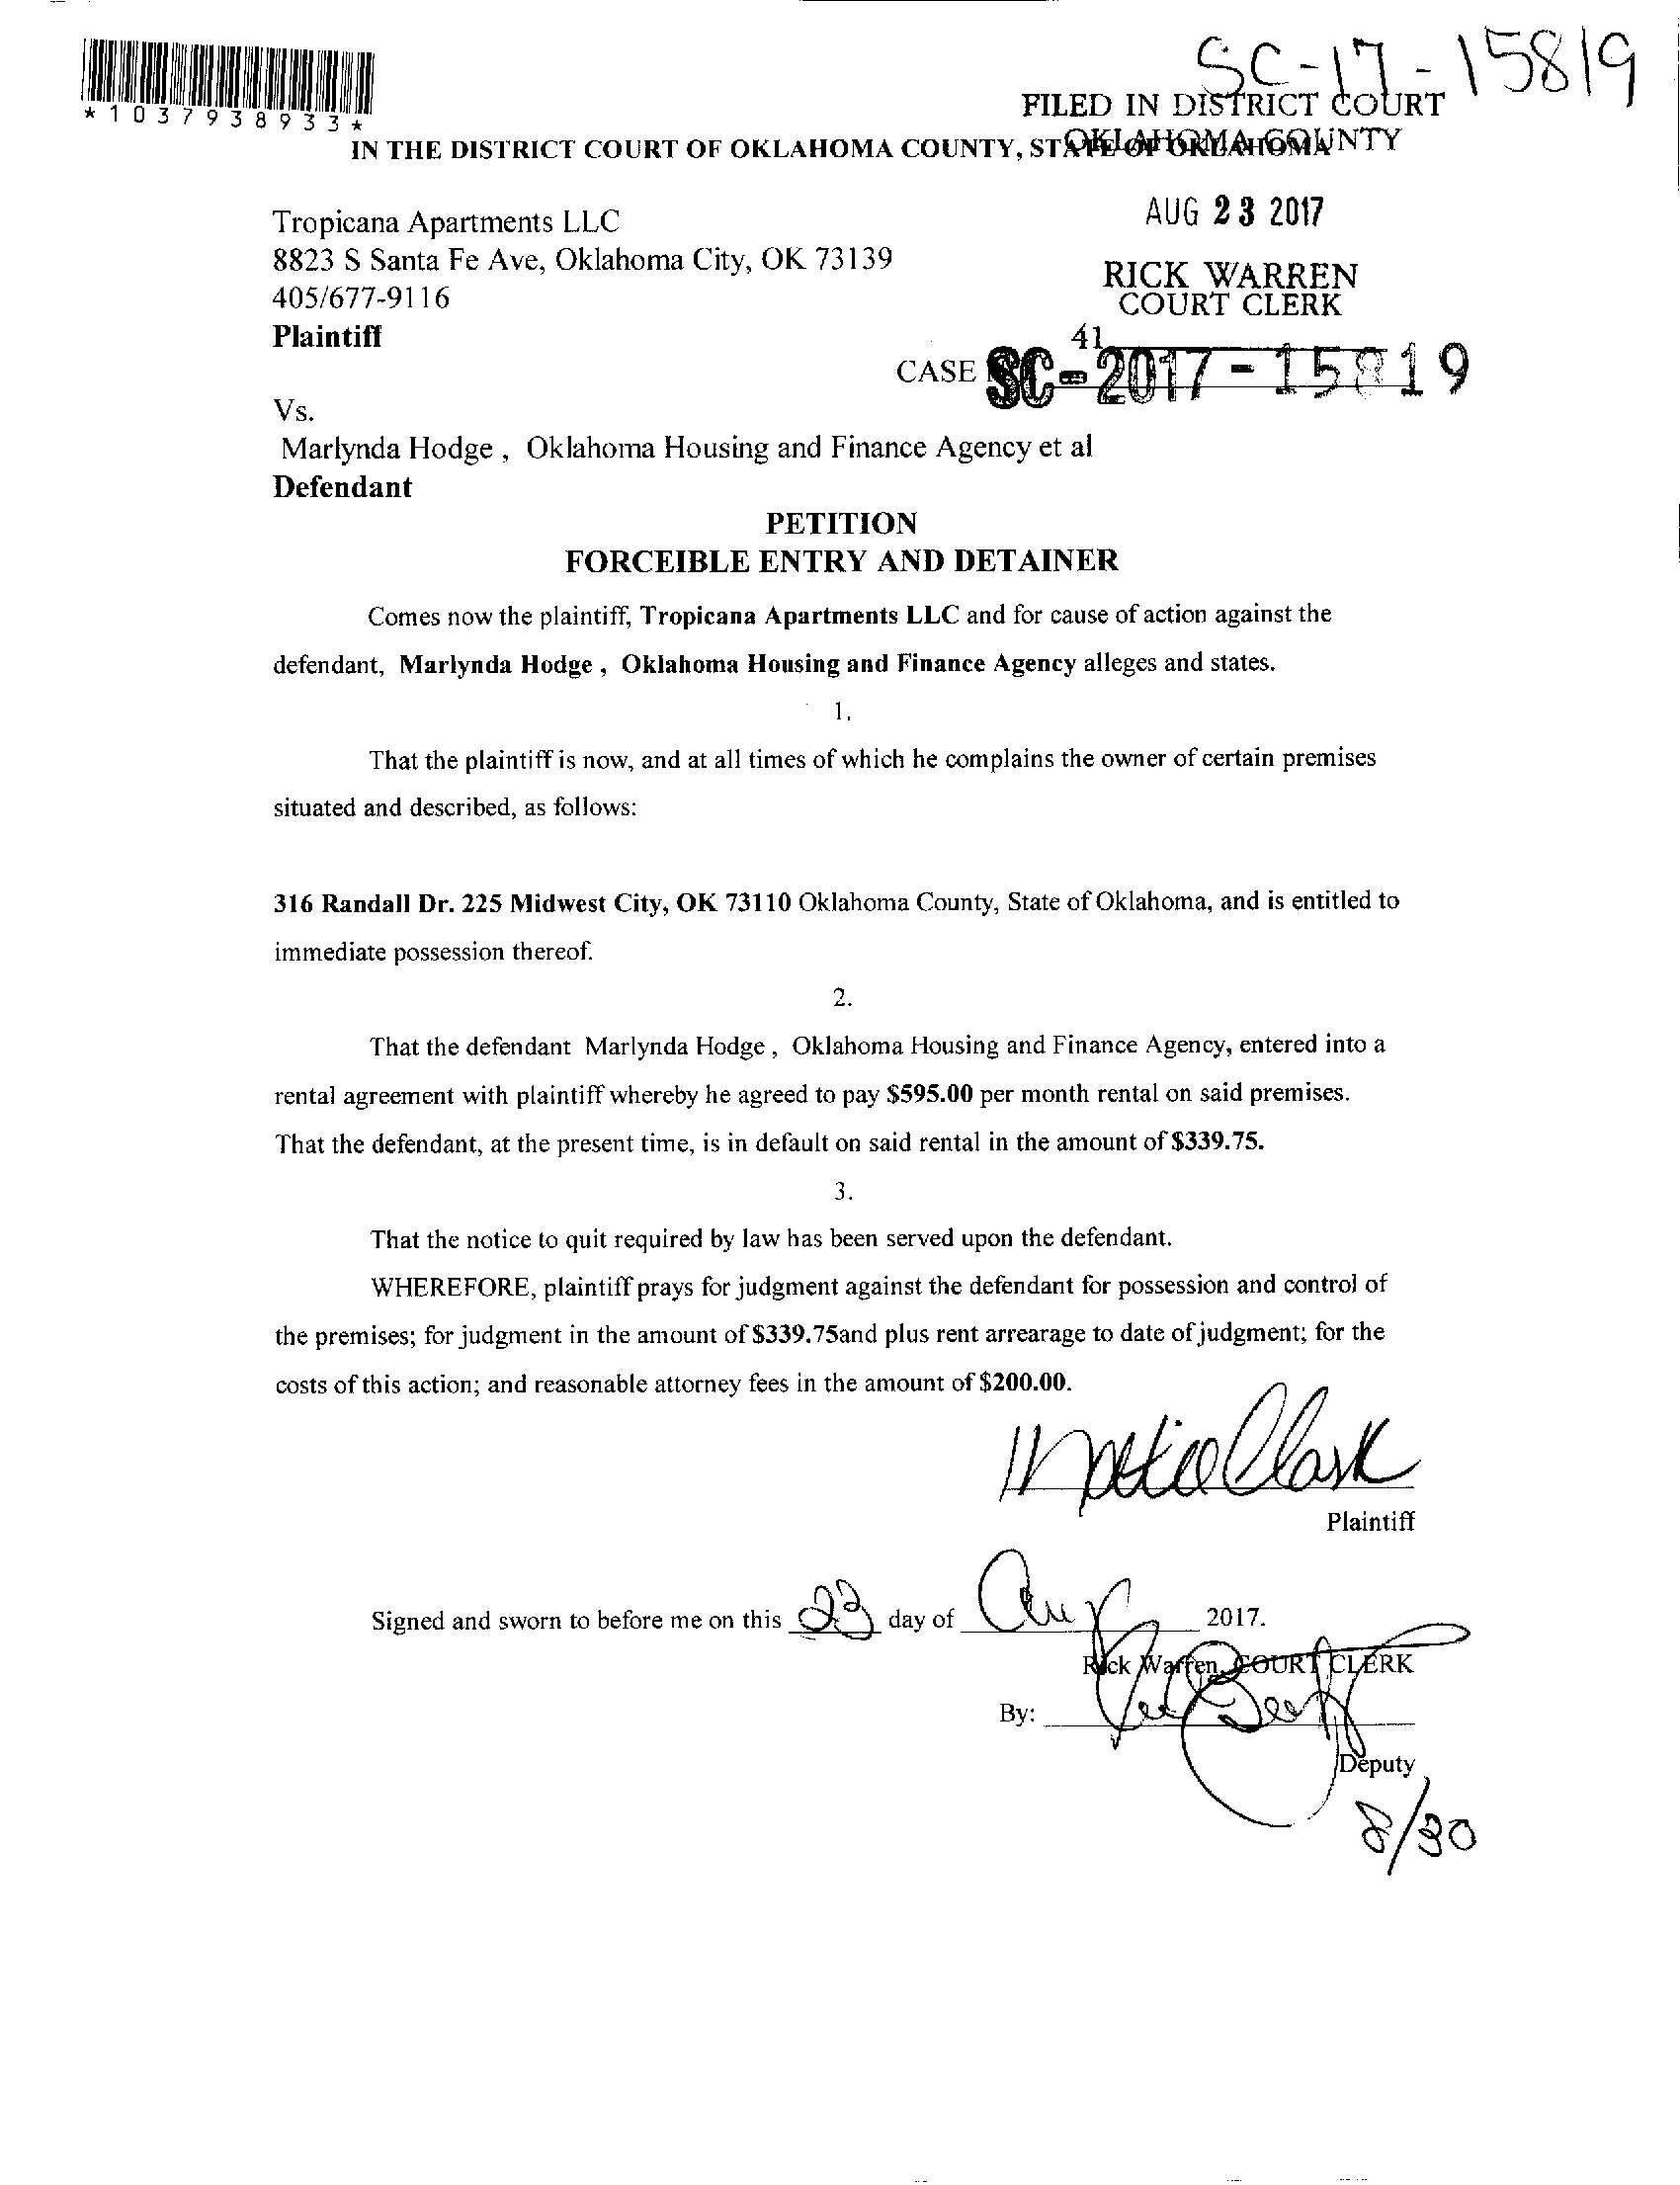 SC-17-15819
*1037938933*
FILED IN DISTRICT COURT
OKLAHOMA COUNTY
IN THE DISTRICT COURT OF OKLAHOMA COUNTY, STATE OF OKLAHOMA
Tropicana Apartments LLC
AUG 23 2017
8823 S Santa Fe Ave, Oklahoma City, OK 73139
RICK WARREN
405/677-9116
COURT CLERK
Plaintiff
41
CASE SC-2017-15819
Vs.
Marlynda Hodge , Oklahoma Housing and Finance Agency et al
Defendant
PETITION
FORCEIBLE ENTRY AND DETAINER
Comes now the plaintiff, Tropicana Apartments LLC and for cause of action against the
defendant, Marlynda Hodge , Oklahoma Housing and Finance Agency alleges and states.
1.
That the plaintiff is now, and at all times of which he complains the owner of certain premises
situated and described, as follows:
316 Randall Dr. 225 Midwest City, OK 73110 Oklahoma County, State of Oklahoma, and is entitled to
immediate possession thereof.
2.
That the defendant Marlynda Hodge , Oklahoma Housing and Finance Agency, entered into a
rental agreement with plaintiff whereby he agreed to pay $595.00 per month rental on said premises.
That the defendant, at the present time, is in default on said rental in the amount of $339.75.
3.
That the notice to quit required by law has been served upon the defendant.
WHEREFORE, plaintiff prays for judgment against the defendant for possession and control of
the premises; for judgment in the amount of $339.75and plus rent arrearage to date of judgment; for the
costs of this action; and reasonable attorney fees in the amount of $200.00.
Clark
Plaintiff
Signed and sworn to before me on this 23 day of Aug 2017.
Rick Warren, COURT CLERK
By:
Deputy
8/30